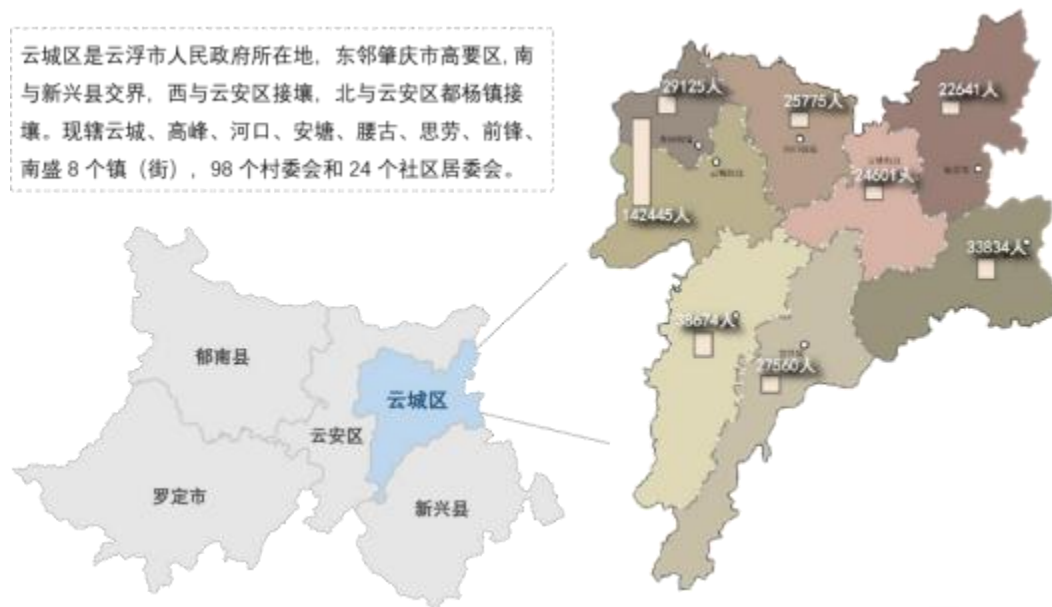 云城区是云浮市人民政府所在地，东邻肇庆市高要区,南
与新兴县交界，西与云安区接壤，北与云安区都杨镇接
壤。现辖云城、高峰、河口、安塘、腰古、思劳、前锋、
南盛 8 个镇（街），98 个村委会和 24 个社区居委会。
29125人
25775人
22641人
24601人
142445人
33834人
38674人
27560人
郁南县
云城区
云安区
罗定市
新兴县